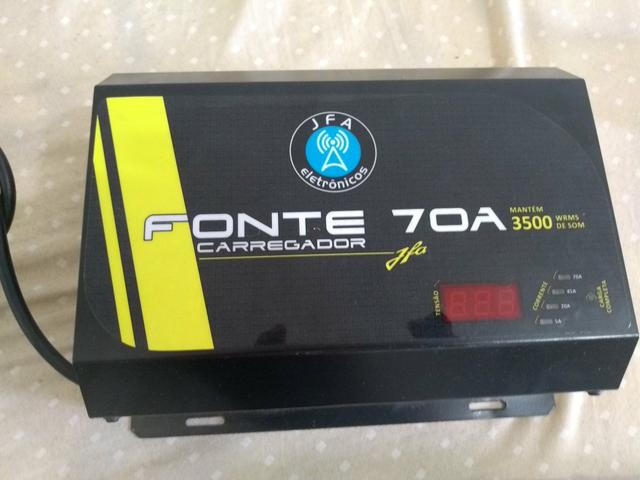 JFA
eletrônicos
FONTE 70A
CARREGADOR
MANTÉM
3500 WRMS
DE SOM
Jfa
TENSÃO
CORRENTE
70A
45A
20A
5A
CARGA
COMPLETA